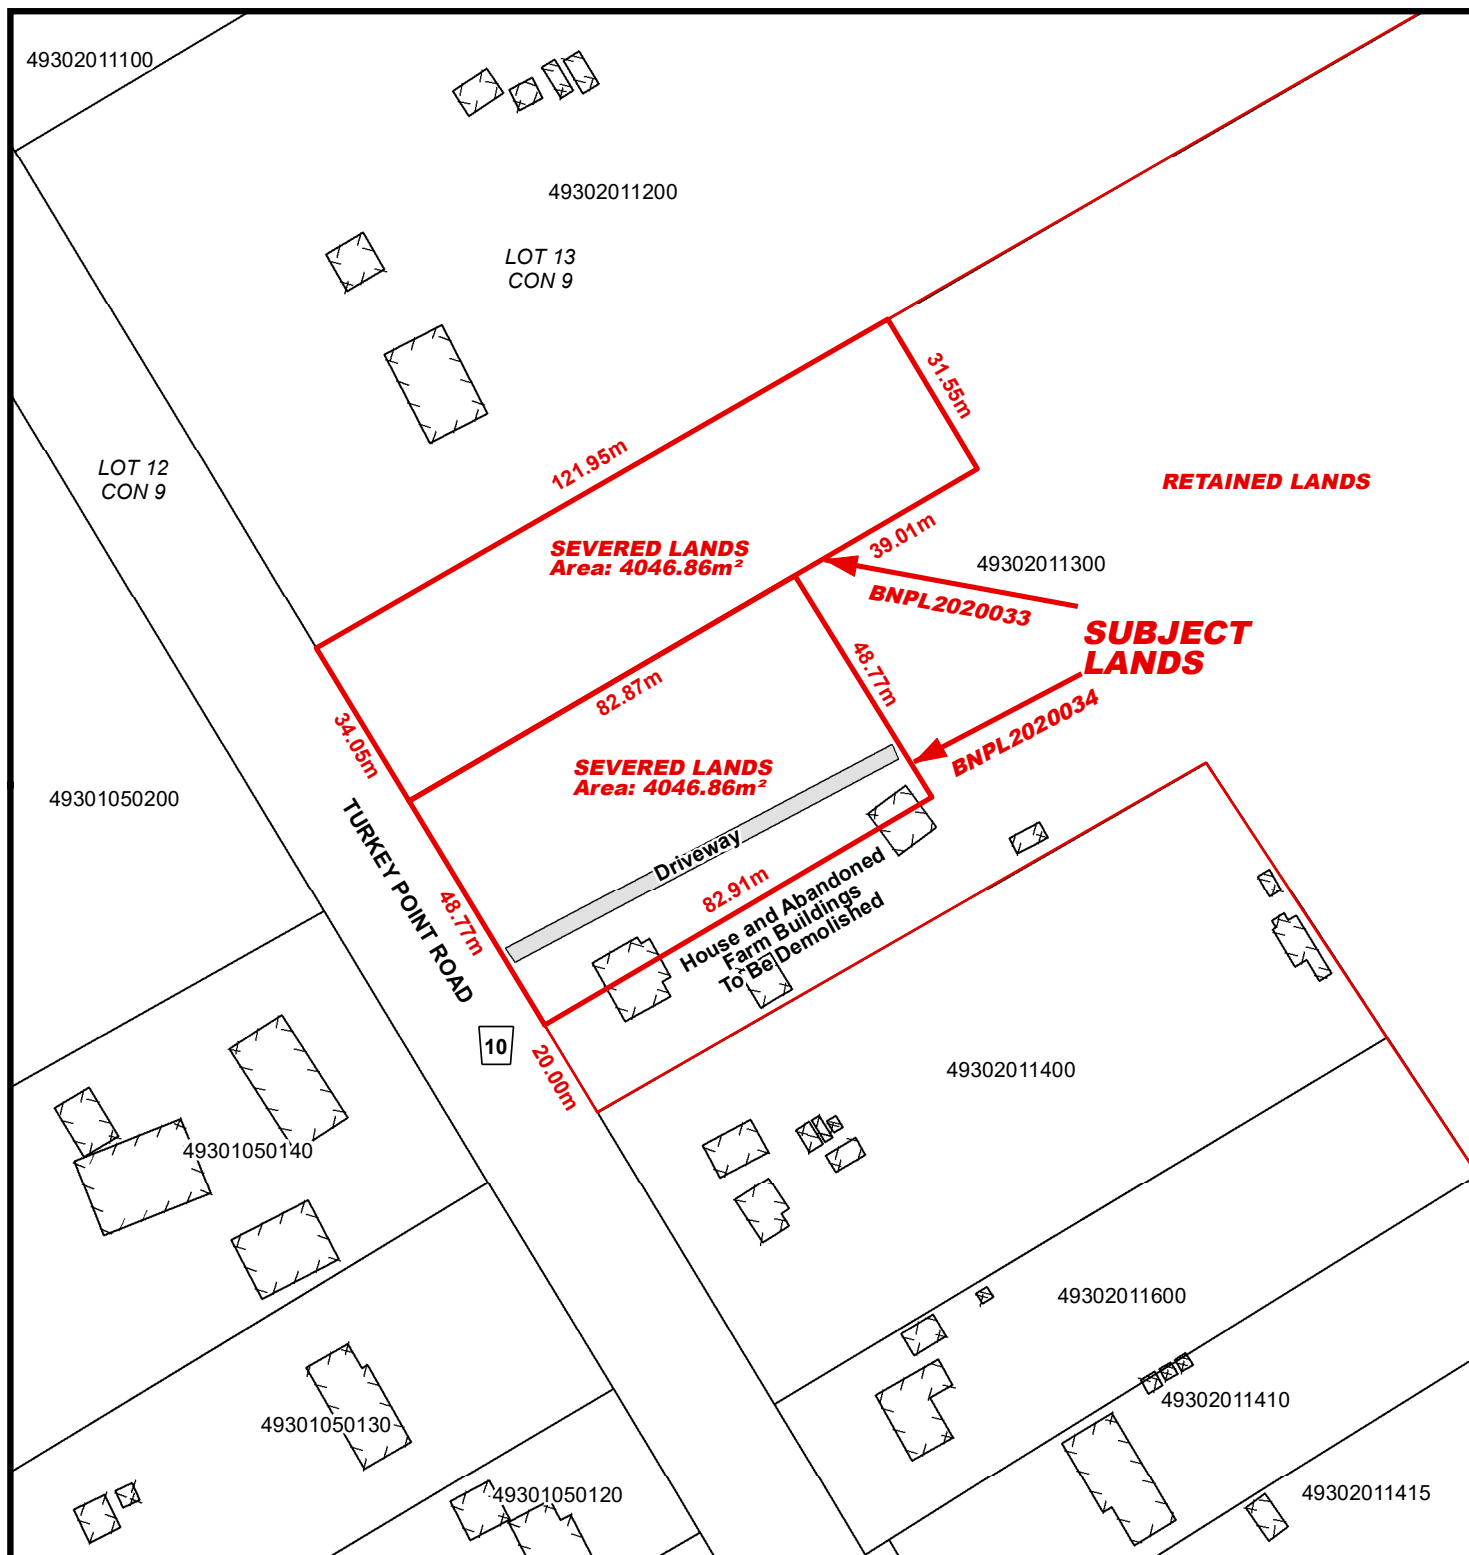 49302011100
49302011200
LOT 13
CON 9
31.55m
121.95m
LOT 12
CON 9
RETAINED LANDS
39.01m
SEVERED LANDS
Area: 4046.86m²
49302011300
BNPL2020033
SUBJECT
LANDS
48.77m
82.87m
BNPL2020034
34.05m
SEVERED LANDS
Area: 4046.86m²
49301050200
TURKEY POINT ROAD
Driveway
82.91m
48.77m
House and Abandoned
Farm Buildings
To Be Demolished
10
20.00m
49302011400
49301050140
49302011600
49302011410
49301050130
49301050120
49302011415